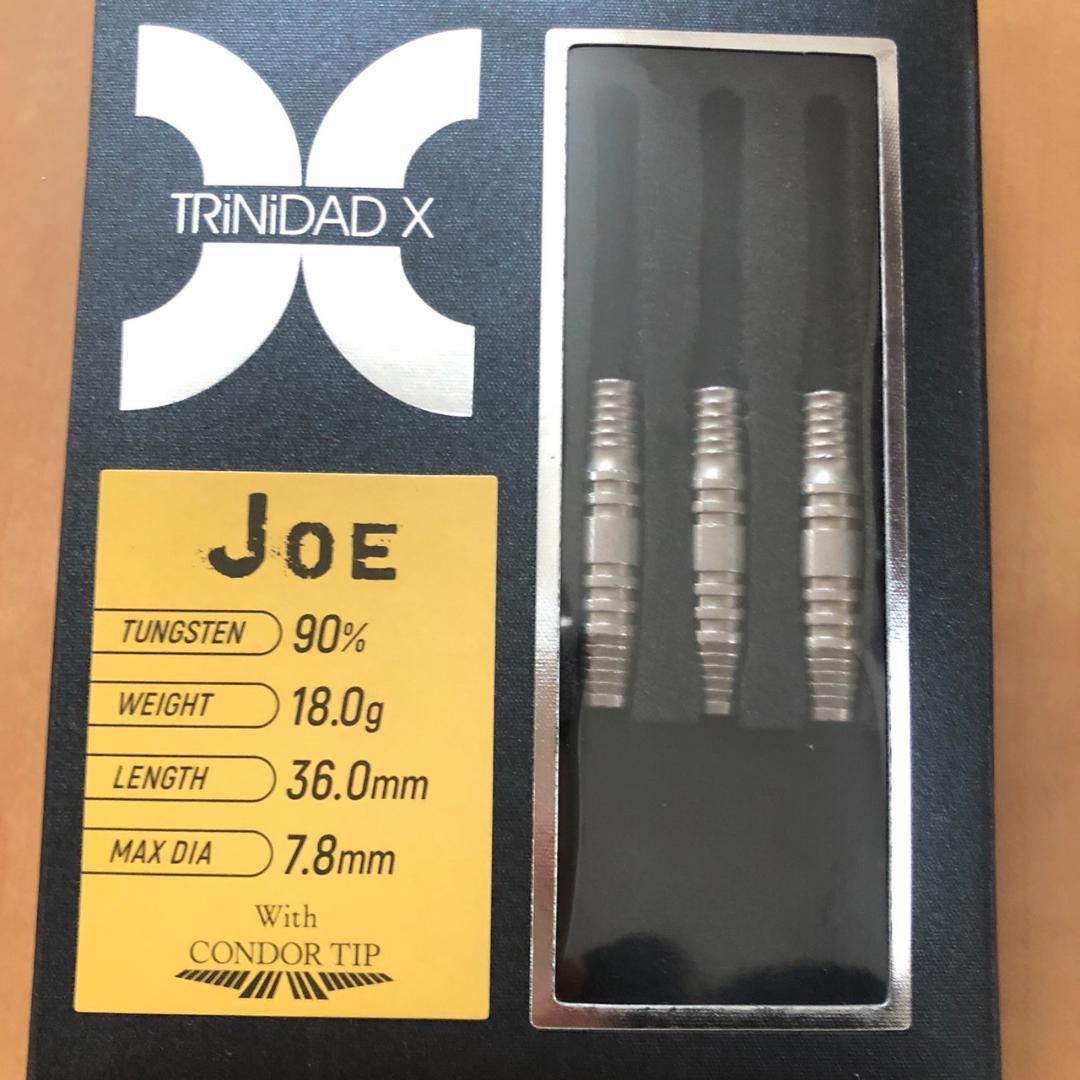 TRiNiDAD X
JOE
TUNGSTEN 90%
WEIGHT 18.0g
LENGTH 36.0mm
MAX DIA 7.8mm
With
CONDOR TIP